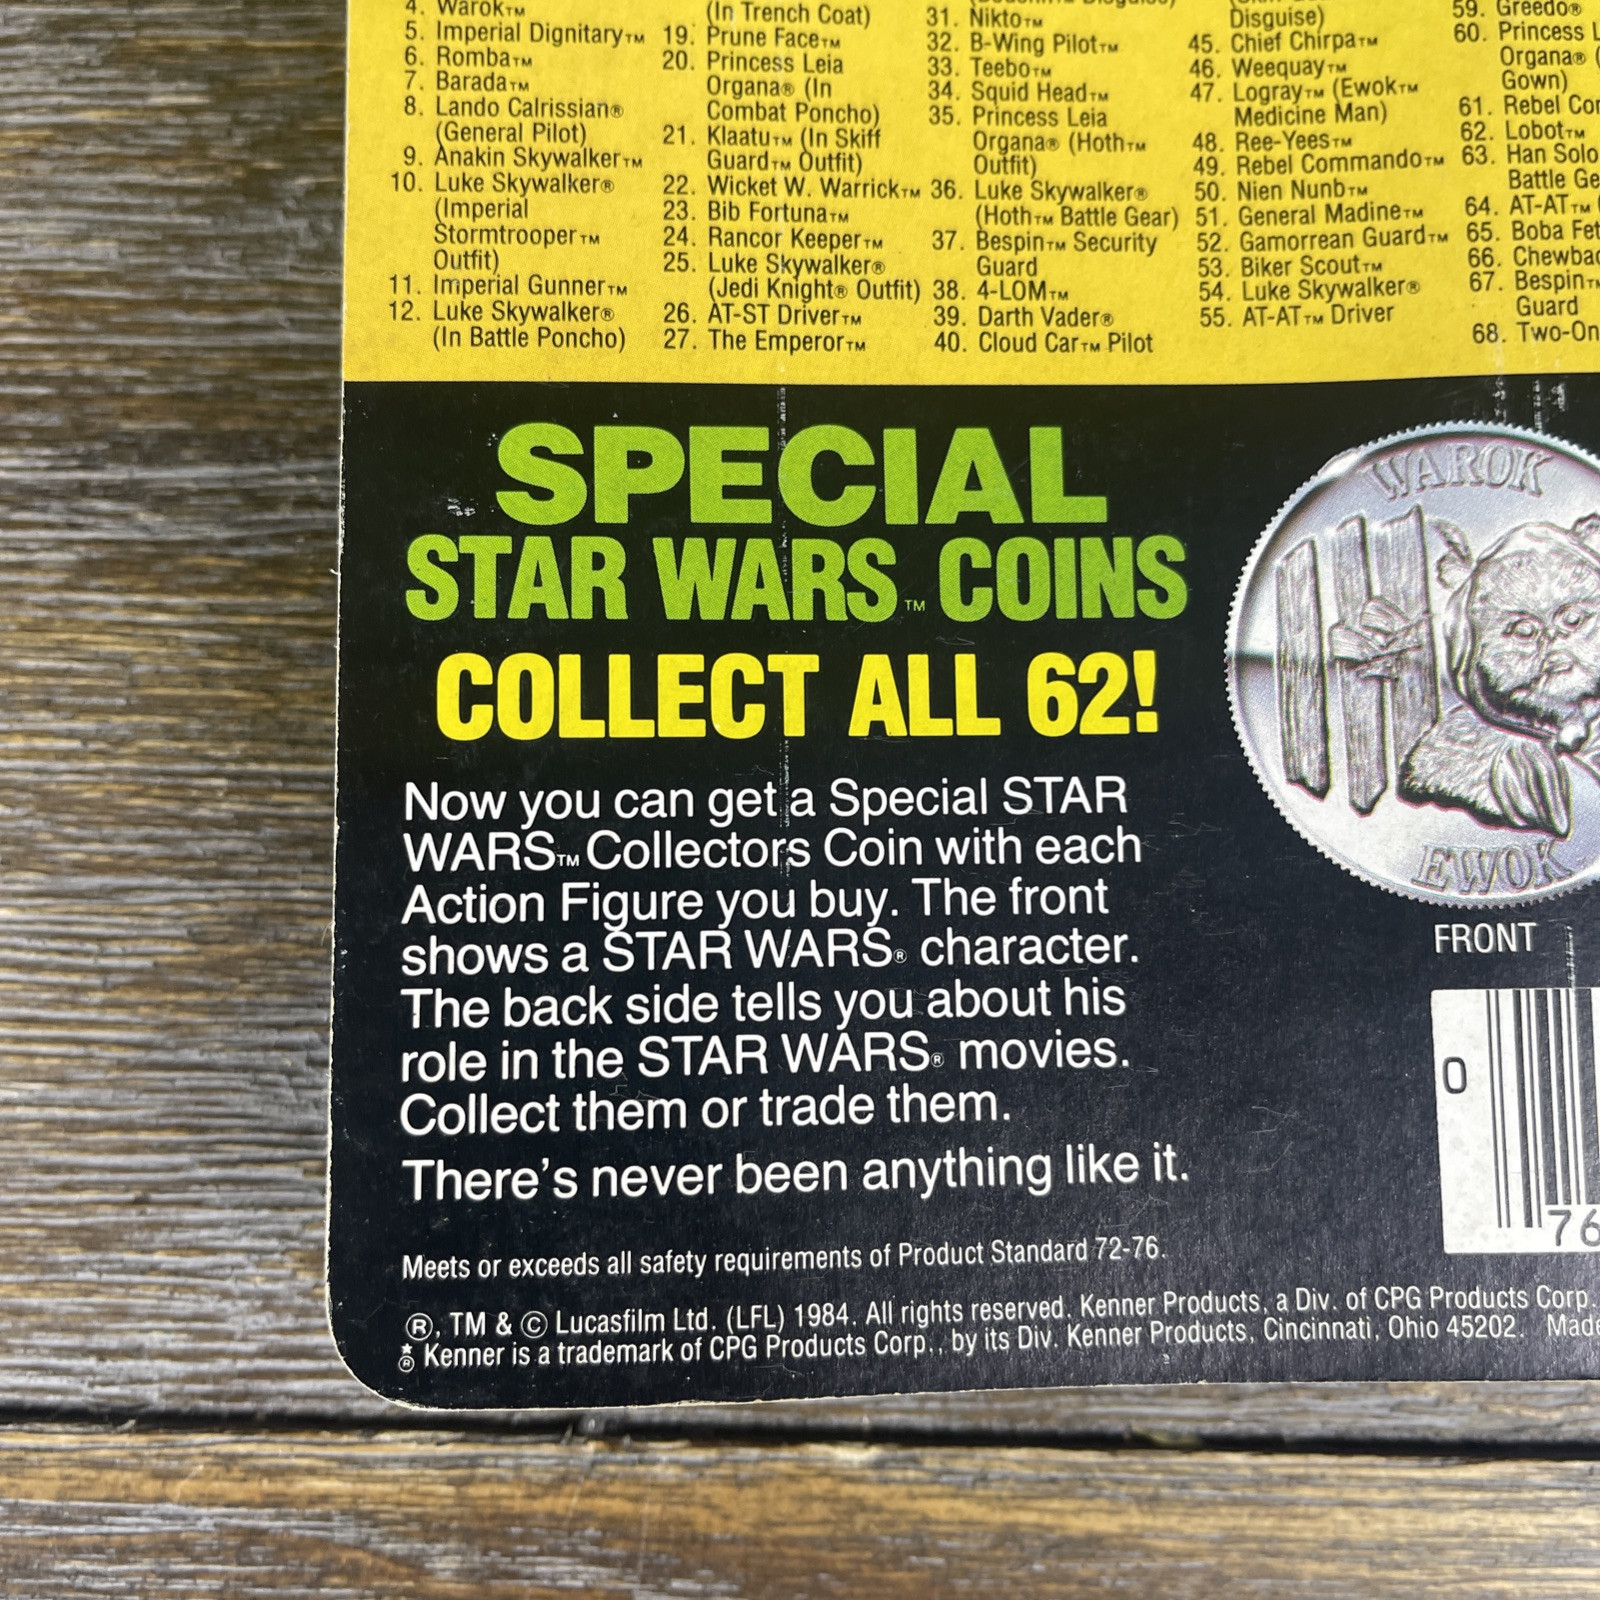 4. Warok™
5. Imperial Dignitary™
6. Romba™
7. Barada™
8. Lando Calrissian®
(General Pilot)
9. Anakin Skywalker™
10. Luke Skywalker®
(Imperial
Stormtrooper™
Outfit)
11. Imperial Gunner™
12. Luke Skywalker®
(In Battle Poncho)
(In Trench Coat)
19. Prune Face™
20. Princess Leia
Organa® (In
Combat Poncho)
21. Klaatu™ (In Skiff
Guard™ Outfit)
22. Wicket W. Warrick™
23. Bib Fortuna™
24. Rancor Keeper™
25. Luke Skywalker®
(Jedi Knight® Outfit)
26. AT-ST Driver™
27. The Emperor™
31. Nikto™
32. B-Wing Pilot™
33. Teebo™
34. Squid Head™
35. Princess Leia
Organa® (Hoth™
Outfit)
36. Luke Skywalker®
(Hoth™ Battle Gear)
37. Bespin™ Security
Guard
38. 4-LOM™
39. Darth Vader®
40. Cloud Car™ Pilot
Disguise)
45. Chief Chirpa™
46. Weequay™
47. Logray™ (Ewok™
Medicine Man)
48. Ree-Yees™
49. Rebel Commando™
50. Nien Nunb™
51. General Madine™
52. Gamorrean Guard™
53. Biker Scout™
54. Luke Skywalker®
55. AT-AT™ Driver
59. Greedo®
60. Princess L
Organa® (
Gown)
61. Rebel Co
62. Lobot™
63. Han Solo
Battle Ge
64. AT-AT™
65. Boba Fet
66. Chewbac
67. Bespin™
Guard
68. Two-On
SPECIAL
STAR WARS™ COINS
COLLECT ALL 62!
Now you can get a Special STAR
WARS™ Collectors Coin with each
Action Figure you buy. The front
shows a STAR WARS® character.
The back side tells you about his
role in the STAR WARS® movies.
Collect them or trade them.
There's never been anything like it.
WAROK
EWOK
FRONT
0
76
Meets or exceeds all safety requirements of Product Standard 72-76.
®, TM & © Lucasfilm Ltd. (LFL) 1984. All rights reserved. Kenner Products, a Div. of CPG Products Corp.
*® Kenner is a trademark of CPG Products Corp., by its Div. Kenner Products, Cincinnati, Ohio 45202. Made